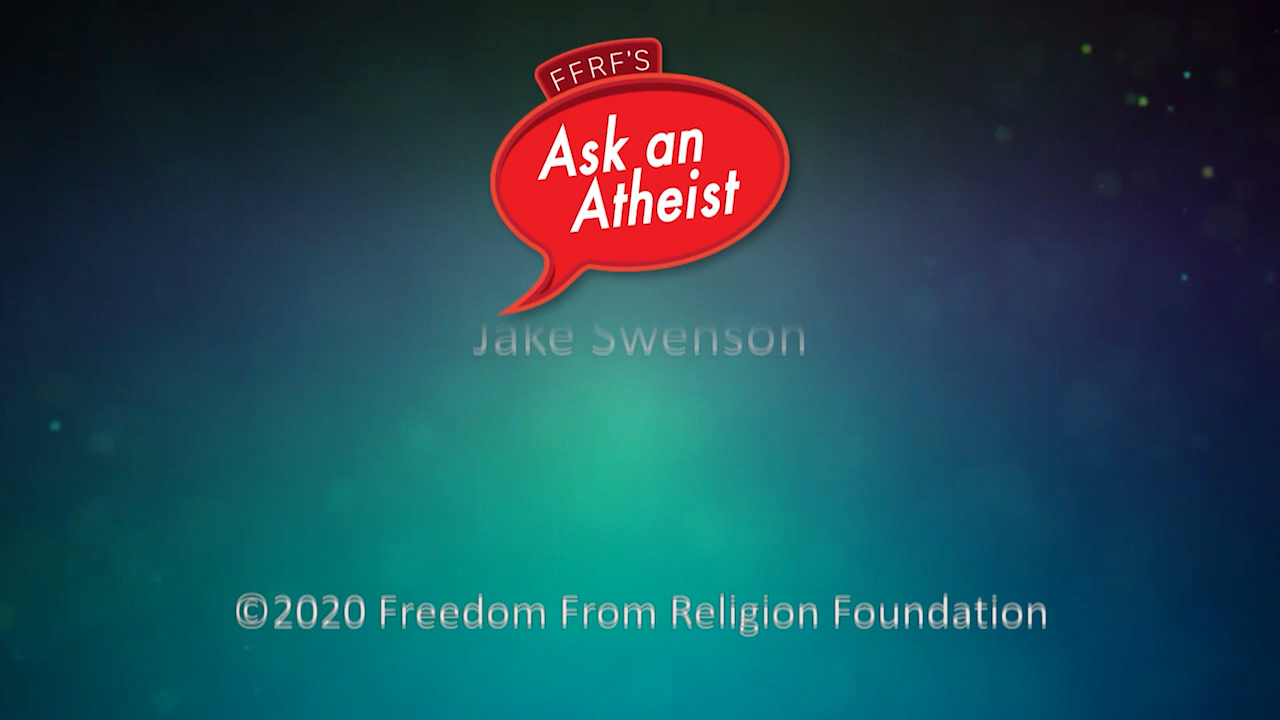 FFRF'S
Ask an
Atheist
Jake Swenson
©2020 Freedom From Religion Foundation